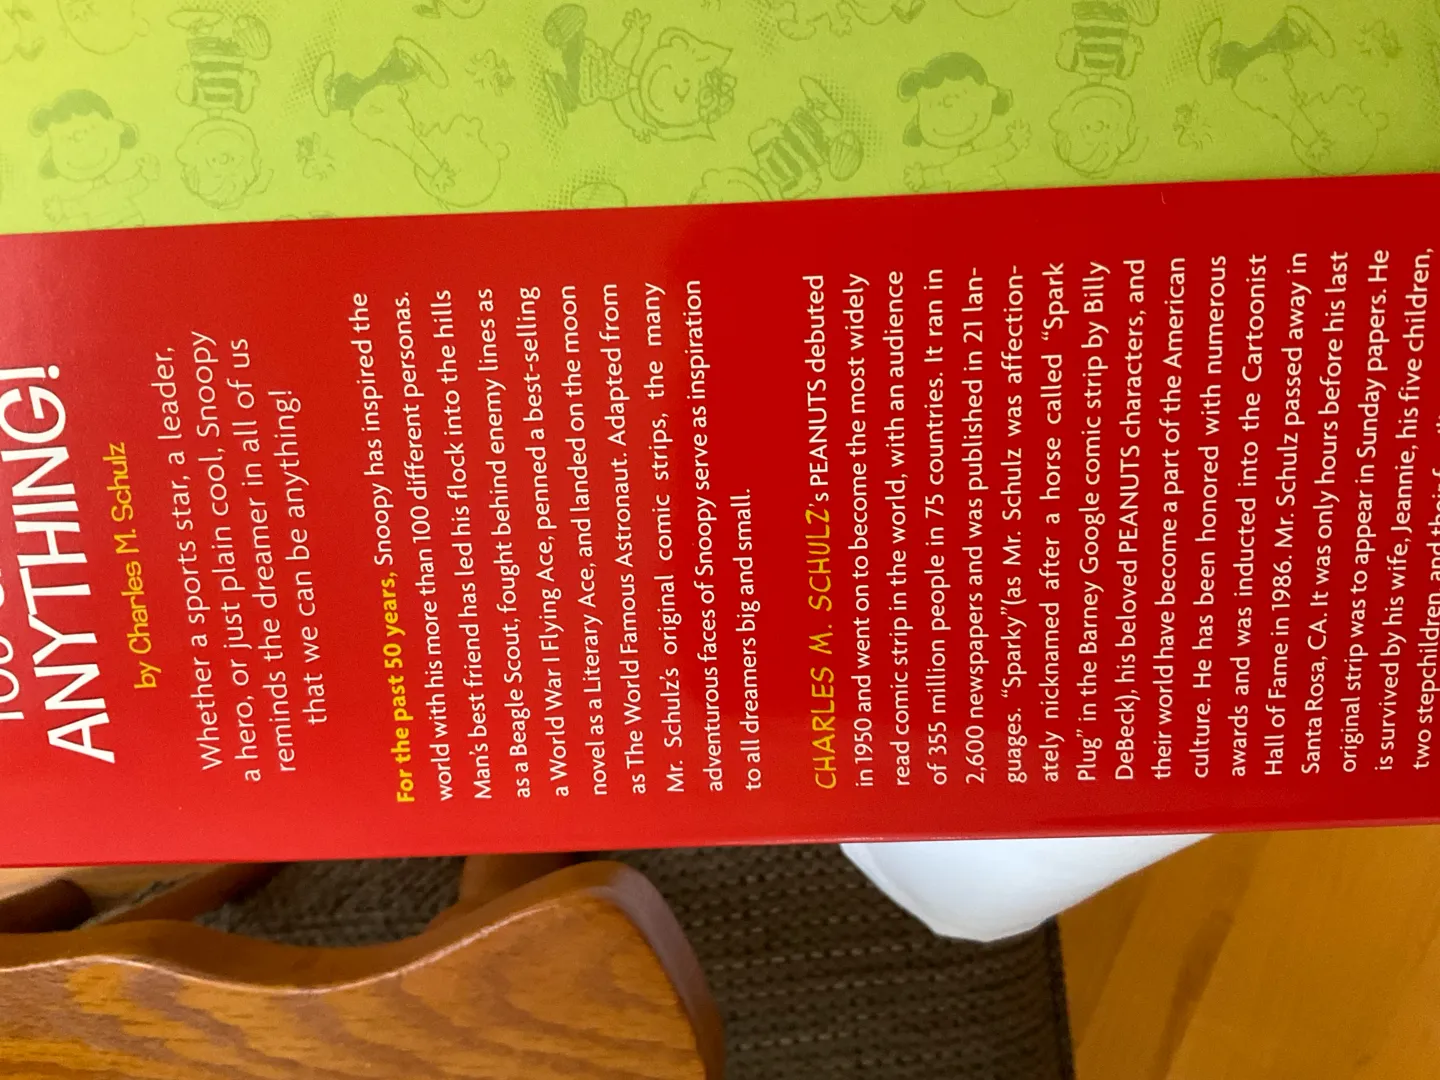 ANYTHING!
by Charles M. Schulz
Whether a sports star, a leader,
a hero, or just plain cool, Snoopy
reminds the dreamer in all of us
that we can be anything!
For the past 50 years, Snoopy has inspired the
world with his more than 100 different personas.
Man's best friend has led his flock into the hills
as a Beagle Scout, fought behind enemy lines as
a World War I Flying Ace, penned a best-selling
novel as a Literary Ace, and landed on the moon
as The World Famous Astronaut. Adapted from
Mr. Schulz's original comic strips, the many
adventurous faces of Snoopy serve as inspiration
to all dreamers big and small.
CHARLES M. SCHULZ's PEANUTS debuted
in 1950 and went on to become the most widely
read comic strip in the world, with an audience
of 355 million people in 75 countries. It ran in
2,600 newspapers and was published in 21 lan-
guages. "Sparky"(as Mr. Schulz was affection-
ately nicknamed after a horse called "Spark
Plug" in the Barney Google comic strip by Billy
DeBeck), his beloved PEANUTS characters, and
their world have become a part of the American
culture. He has been honored with numerous
awards and was inducted into the Cartoonist
Hall of Fame in 1986. Mr. Schulz passed away in
Santa Rosa, CA. It was only hours before his last
original strip was to appear in Sunday papers. He
is survived by his wife, Jeannie, his five children,
two stepchildren and their